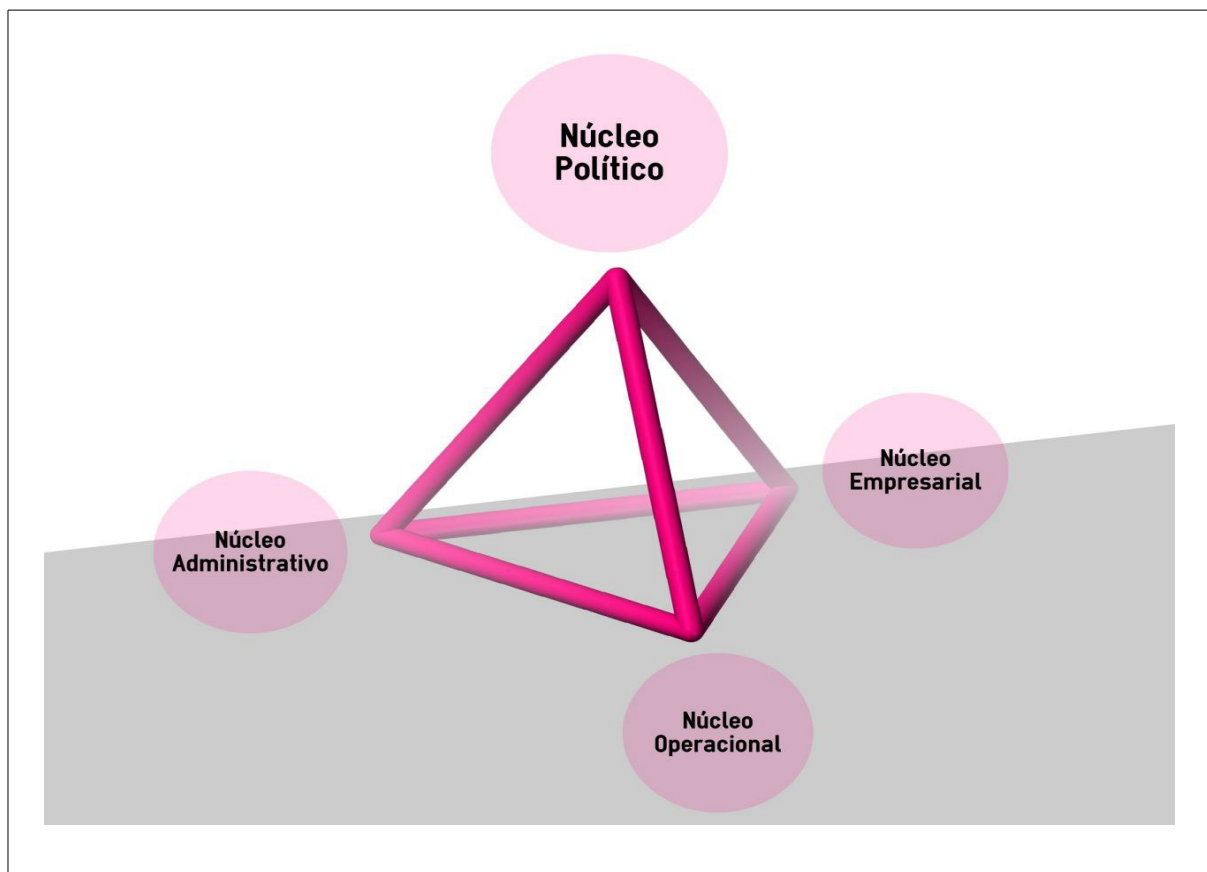 Núcleo
Político
Núcleo
Empresarial
Núcleo
Administrativo
Núcleo
Operacional